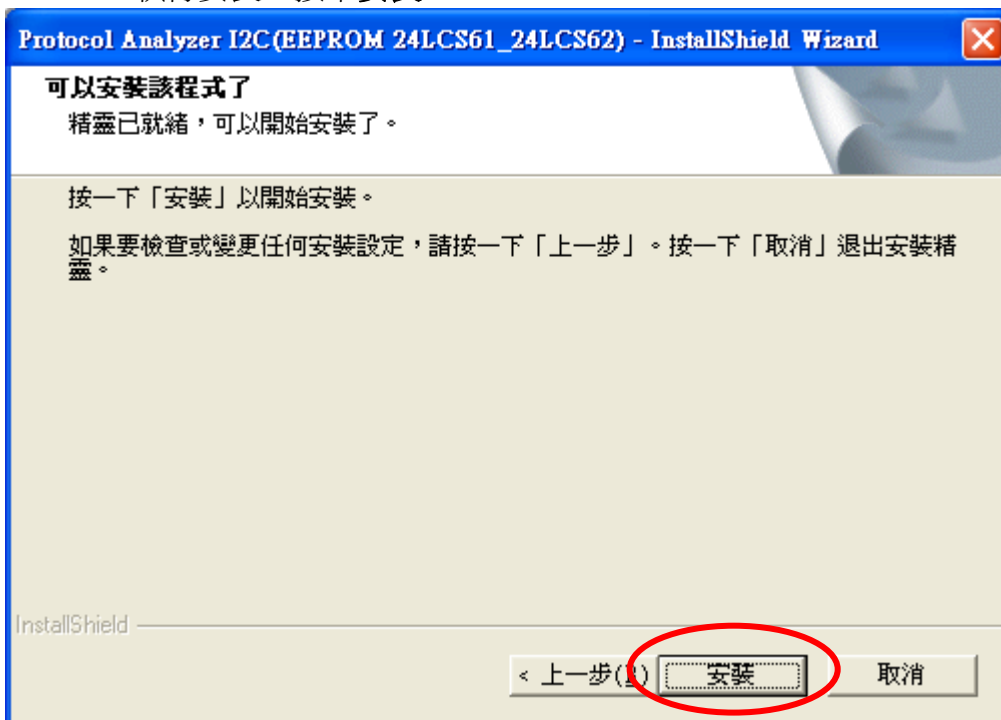 Protocol Analyzer I2C(EEPROM 24LCS61_24LCS62) - InstallShield Wizard
可以安裝該程式了
精靈已就緒，可以開始安裝了。
按一下「安裝」以開始安裝。
如果要檢查或變更任何安裝設定，請按一下「上一步」。按一下「取消」退出安裝精
靈。
InstallShield
< 上一步(B) 安裝 取消